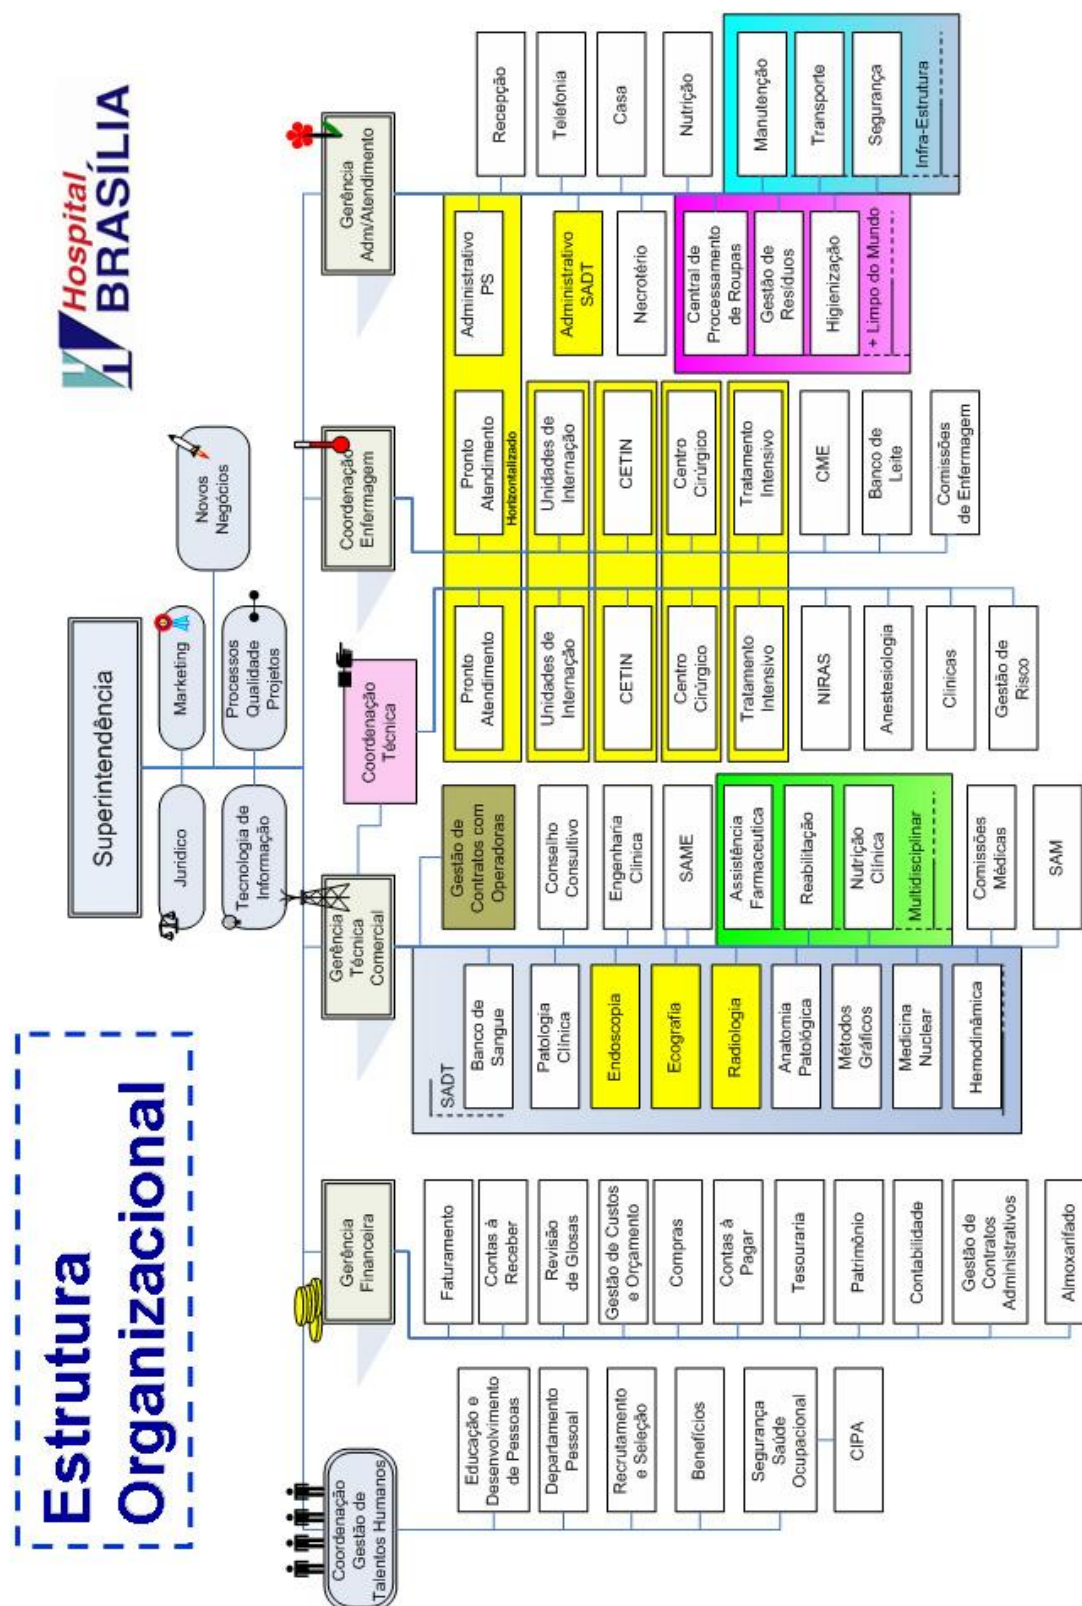 Estrutura
Organizacional
Hospital
BRASÍLIA
Superintendência
Jurídico
Marketing
Novos
Negócios
Tecnologia de
Informação
Processos
Qualidade
Projetos
Coordenação
Gestão de
Talentos Humanos
Gerência
Financeira
Gerência
Técnica
Comercial
Coordenação
Técnica
Coordenação
Enfermagem
Gerência
Adm/Atendimento
Educação e
Desenvolvimento
de Pessoas
Departamento
Pessoal
Recrutamento
e Seleção
Benefícios
Segurança
Saúde
Ocupacional
CIPA
Faturamento
Contas à
Receber
Revisão
de Glosas
Gestão de Custos
e Orçamento
Compras
Contas à
Pagar
Tesouraria
Patrimônio
Contabilidade
Gestão de
Contratos
Administrativos
Almoxarifado
SADT
Banco de
Sangue
Patologia
Clínica
Endoscopia
Ecografia
Radiologia
Anatomia
Patológica
Métodos
Gráficos
Medicina
Nuclear
Hemodinâmica
Gestão de
Contratos com
Operadoras
Conselho
Consultivo
Engenharia
Clínica
SAME
Assistência
Farmaceutica
Reabilitação
Nutrição
Clínica
Multidisciplinar
Comissões
Médicas
SAM
Pronto
Atendimento
Unidades de
Internação
CETIN
Centro
Cirúrgico
Tratamento
Intensivo
NIRAS
Anestesiologia
Clínicas
Gestão de
Risco
Pronto
Atendimento
Horizontalizado
Unidades de
Internação
CETIN
Centro
Cirúrgico
Tratamento
Intensivo
CME
Banco de
Leite
Comissões
de Enfermagem
Administrativo
PS
Administrativo
SADT
Necrotério
Central de
Processamento
de Roupas
Gestão de
Resíduos
Higienização
+ Limpo do Mundo
Recepção
Telefonia
Casa
Nutrição
Manutenção
Transporte
Segurança
Infra-Estrutura